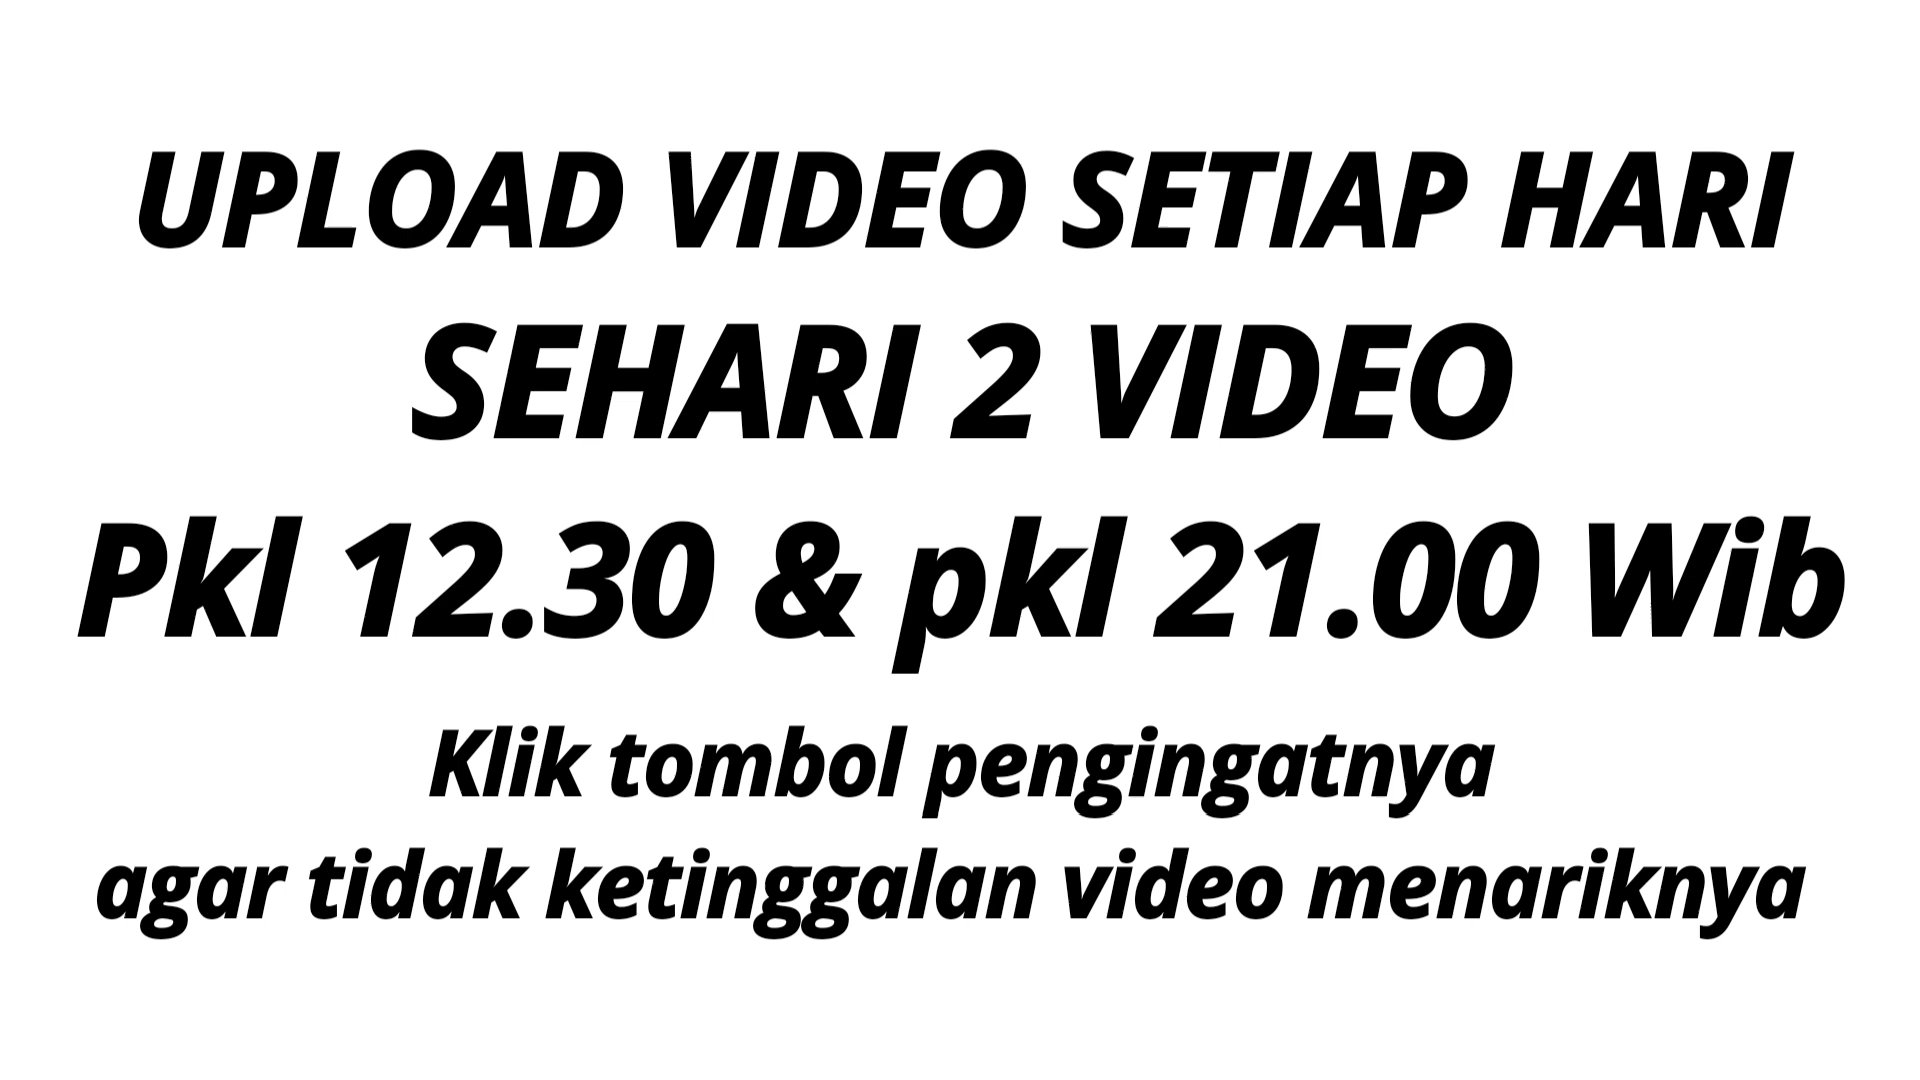 UPLOAD VIDEO SETIAP HARI
SEHARI 2 VIDEO
Pkl 12.30 & pkl 21.00 Wib
Klik tombol pengingatnya
agar tidak ketinggalan video menariknya